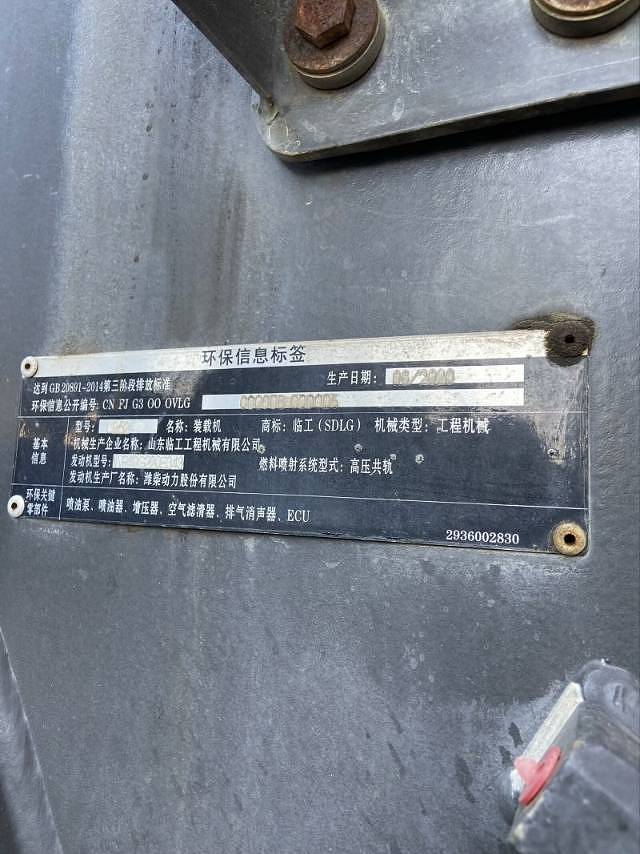 环保信息标签
达到GB 20891-2014第三阶段排放标准
生产日期:
环保信息公开编号: CN FJ G3 OO OVLG
型号: 名称: 装载机 商标: 临工(SDLG) 机械类型: 工程机械
基本信息
机械生产企业名称: 山东临工工程机械有限公司
发动机型号: 燃料喷射系统型式: 高压共轨
发动机生产厂名称: 潍柴动力股份有限公司
环保关键零部件
喷油泵、喷油器、增压器、空气滤清器、排气消声器、ECU
2936002830